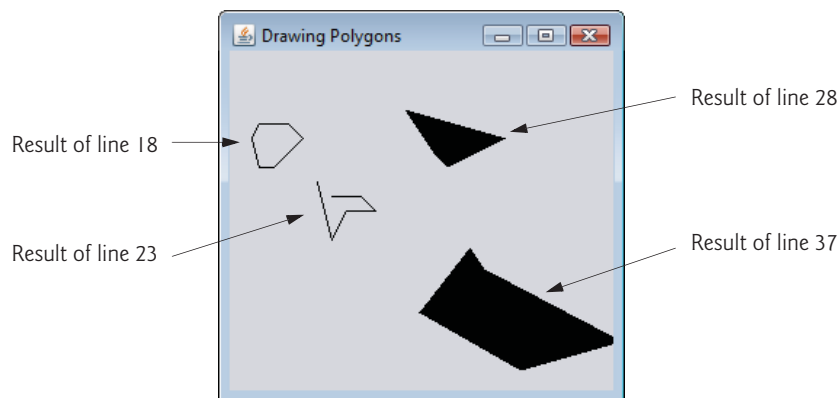 Drawing Polygons
Result of line 28
Result of line 18
Result of line 37
Result of line 23